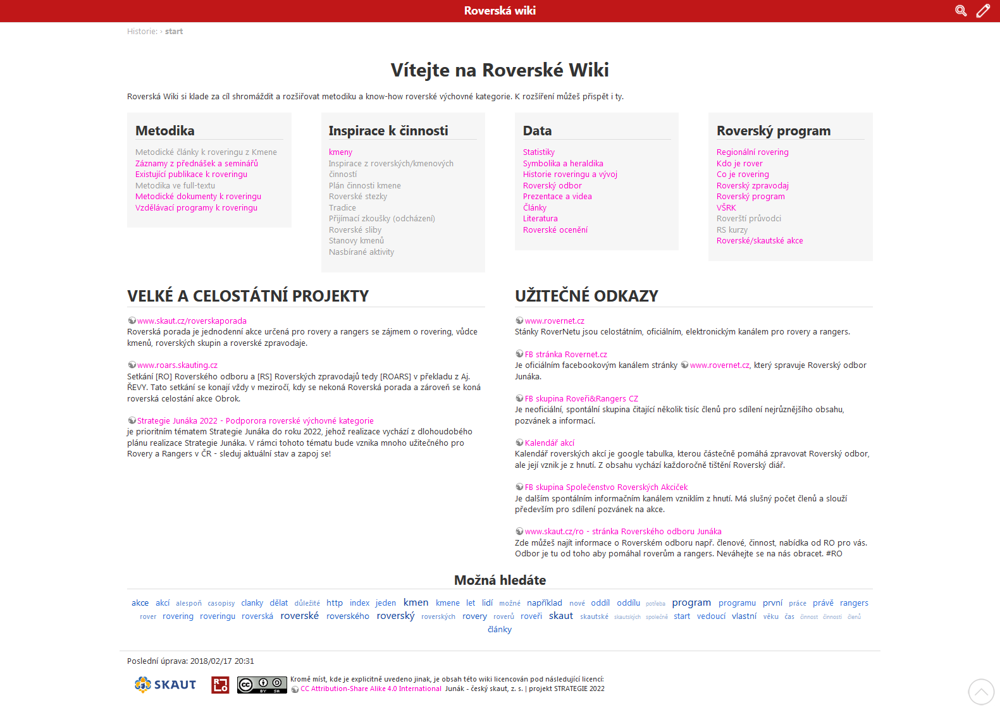 Roverská wiki
Historie: › start
Vítejte na Roverské Wiki
Roverská Wiki si klade za cíl shromáždit a rozšiřovat metodiku a know-how roverské výchovné kategorie. K rozšíření můžeš přispět i ty.
Metodika
Metodické články k roveringu z Kmene
Záznamy z přednášek a seminářů
Existující publikace k roveringu
Metodika ve full-textu
Metodické dokumenty k roveringu
Vzdělávací programy k roveringu
Inspirace k činnosti
kmeny
Inspirace z roverských/kmenových
činností
Plán činnosti kmene
Roverské stezky
Tradice
Přijímací zkoušky (odcházení)
Roverské sliby
Stanovy kmenů
Nasbírané aktivity
Data
Statistiky
Symbolika a heraldika
Historie roveringu a vývoj
Roverský odbor
Prezentace a videa
Články
Literatura
Roverské ocenění
Roverský program
Regionální rovering
Kdo je rover
Co je rovering
Roverský zpravodaj
Roverský program
VŠRK
Roverští průvodci
RS kurzy
Roverské/skautské akce
VELKÉ A CELOSTÁTNÍ PROJEKTY
www.skaut.cz/roverskaporada
Roverská porada je jednodenní akce určená pro rovery a rangers se zájmem o rovering, vůdce
kmenů, roverských skupin a roverské zpravodaje.
www.roars.skauting.cz
Setkání [RO] Roverského odboru a [RS] Roverských zpravodajů tedy [ROARS] v překladu z Aj.
ŘEVY. Tato setkání se konají vždy v meziročí, kdy se nekoná Roverská porada a zároveň se koná
roverská celostání akce Obrok.
Strategie Junáka 2022 - Podporora roverské výchovné kategorie
je prioritním tématem Strategie Junáka do roku 2022, jehož realizace vychází z dlohoudobého
plánu realizace Strategie Junáka. V rámci tohoto tématu bude vznika mnoho užitečného pro
Rovery a Rangers v ČR - sleduj aktuální stav a zapoj se!
UŽITEČNÉ ODKAZY
www.rovernet.cz
Stánky RoverNetu jsou celostátním, oficiálním, elektronickým kanálem pro rovery a rangers.
FB stránka Rovernet.cz
Je oficiálním facebookovým kanálem stránky www.rovernet.cz, který spravuje Roverský odbor
Junáka.
FB skupina Roveři&Rangers CZ
Je neoficiální, spontální skupina čitající několik tisíc členů pro sdílení nejrůznějšího obsahu,
pozvánek a informací.
Kalendář akcí
Kalendář roverských akcí je google tabulka, kterou částečně pomáhá zpravovat Roverský odbor,
ale její vznik je z hnutí. Z obsahu vychází každoročně tištění Roverský diář.
FB skupina Společenstvo Roverských Akciček
Je dalším spontálním informačním kanálem vzniklím z hnutí. Má slušný počet členů a slouží
především pro sdílení pozvánek na akce.
www.skaut.cz/ro - stránka Roverského odboru Junáka
Zde můžeš najít informace o Roverském odboru např. členové, činnost, nabídka od RO pro vás.
Odbor je tu od toho aby pomáhal roverům a rangers. Neváhejte se na nás obracet. #RO
Možná hledáte
akce akcí alespoň casopisy clanky dělat důležité http index jeden kmen kmene let lidí možné například nové oddíl oddílu potřeba program programu první práce právě rangers
rover rovering roveringu roverská roverské roverského roverský roverských rovery roverů roveři skaut skautské skautských společné start vedoucí vlastní věku čas činnost činnosti členů
články
Poslední úprava: 2018/02/17 20:31
SKAUT
cc BY SA
Kromě míst, kde je explicitně uvedeno jinak, je obsah této wiki licencován pod následující licencí:
CC Attribution-Share Alike 4.0 International Junák - český skaut, z. s. | projekt STRATEGIE 2022